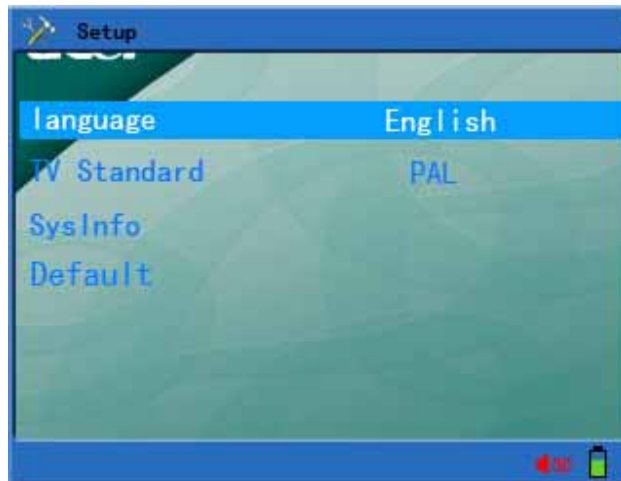 Setup
language English
TV Standard PAL
SysInfo
Default